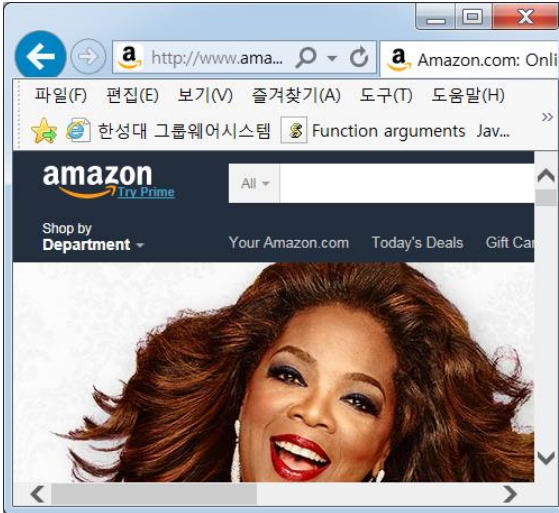 http://www.ama...
Amazon.com: Onli
파일(F) 편집(E) 보기(V) 즐겨찾기(A) 도구(T) 도움말(H)
한성대 그룹웨어시스템 Function arguments Jav...
amazon
Try Prime
All
Shop by
Department
Your Amazon.com Today's Deals Gift Car